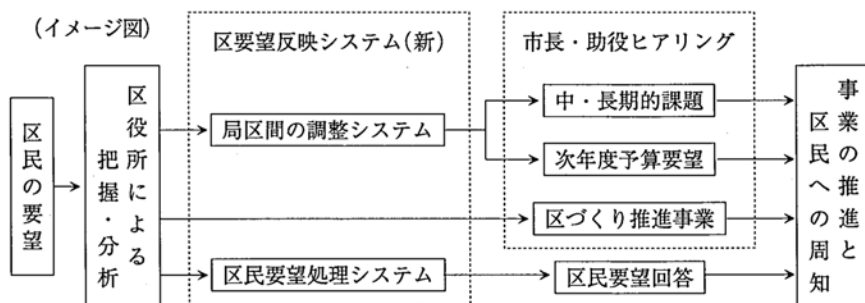 (イメージ図)
区要望反映システム(新)
市長・助役ヒアリング
区民の要望
区役所による
把握・分析
局区間の調整システム
中・長期的課題
次年度予算要望
区づくり推進事業
区民要望処理システム
区民要望回答
事業の推進と
区民への周知